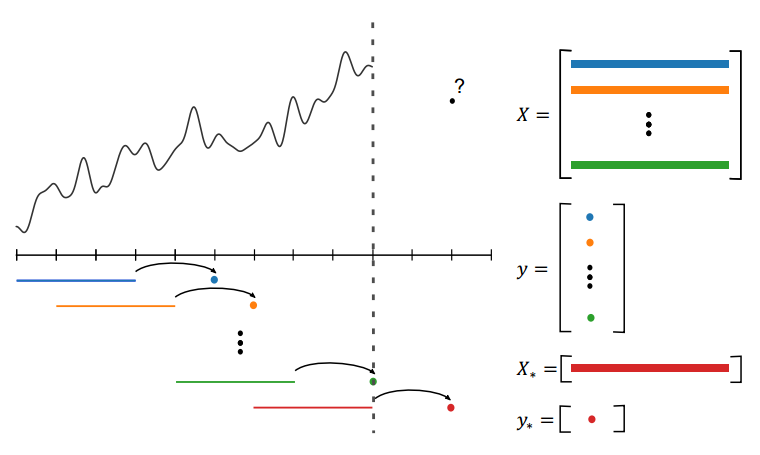 ?
X =
y =
X* =
y* =